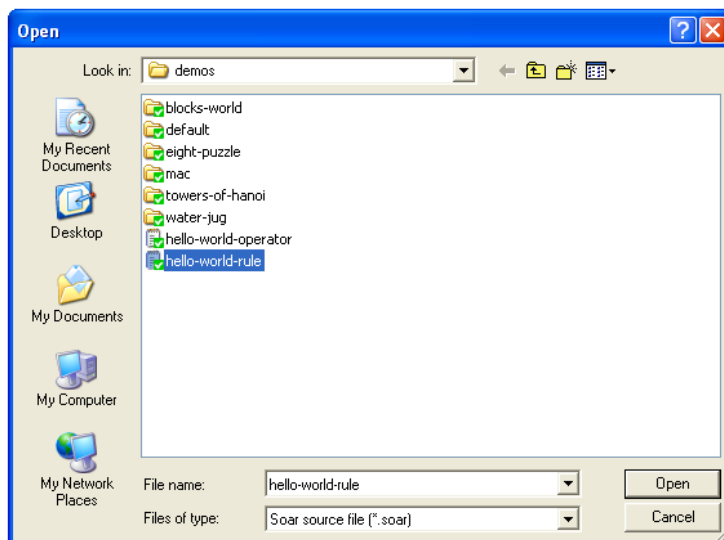 Open
Look in: demos
My Recent
Documents
Desktop
My Documents
My Computer
My Network
Places
blocks-world
default
eight-puzzle
mac
towers-of-hanoi
water-jug
hello-world-operator
hello-world-rule
File name: hello-world-rule Open
Files of type: Soar source file (*.soar) Cancel